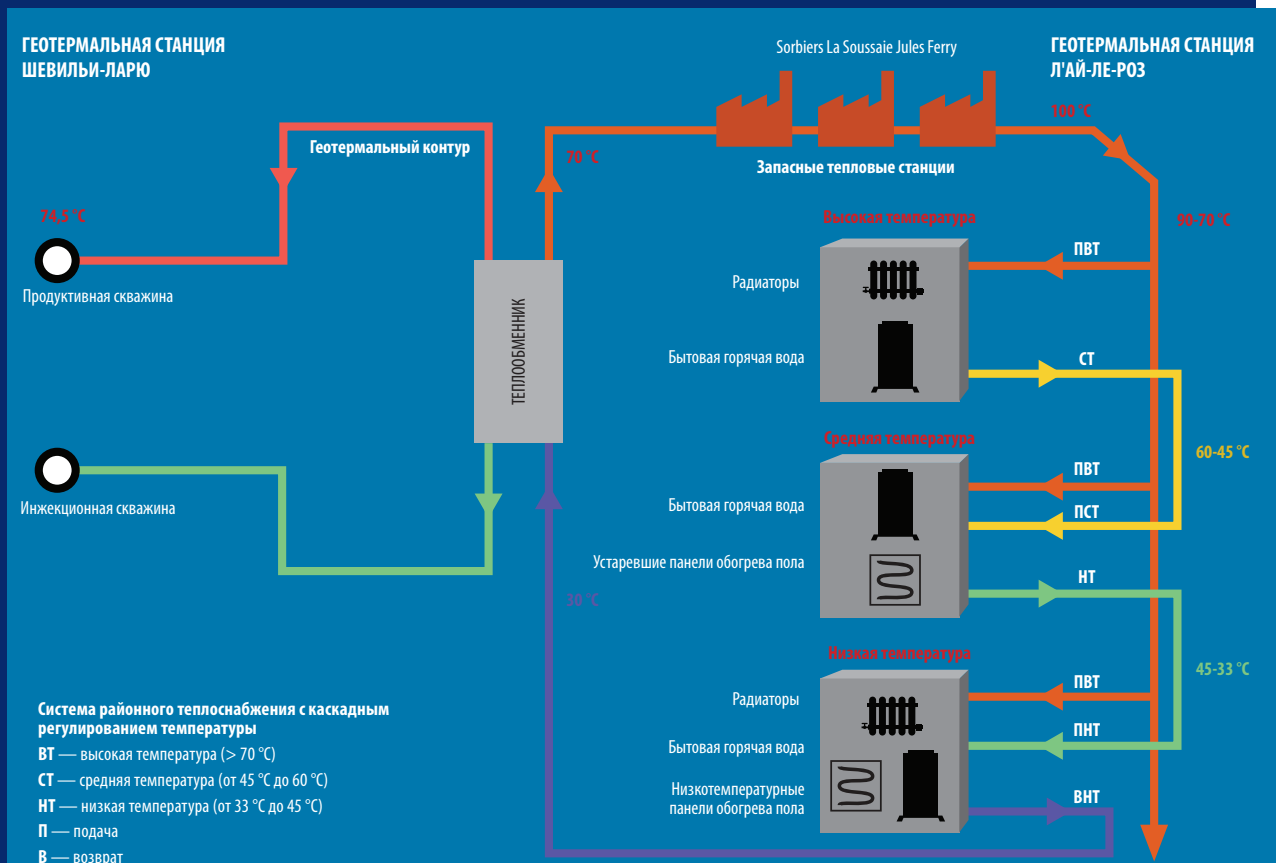 ГЕОТЕРМАЛЬНАЯ СТАНЦИЯ
ШЕВИЛЬИ-ЛАРЮ
Sorbiers La Soussaie Jules Ferry
ГЕОТЕРМАЛЬНАЯ СТАНЦИЯ
Л'АЙ-ЛЕ-РОЗ
100 °C
Геотермальный контур
70 °C
Запасные тепловые станции
74,5 °C
Продуктивная скважина
Высокая температура
90-70 °C
ПВТ
Радиаторы
ТЕПЛООБМЕННИК
Бытовая горячая вода
СТ
Средняя температура
60-45 °C
ПВТ
Бытовая горячая вода
ПСТ
Инжекционная скважина
Устаревшие панели обогрева пола
НТ
30 °C
Низкая температура
45-33 °C
ПВТ
Радиаторы
ПНТ
Бытовая горячая вода
Низкотемпературные
панели обогрева пола
ВНТ
Система районного теплоснабжения с каскадным
регулированием температуры
ВТ — высокая температура (> 70 °C)
СТ — средняя температура (от 45 °C до 60 °C)
НТ — низкая температура (от 33 °C до 45 °C)
П — подача
В — возврат